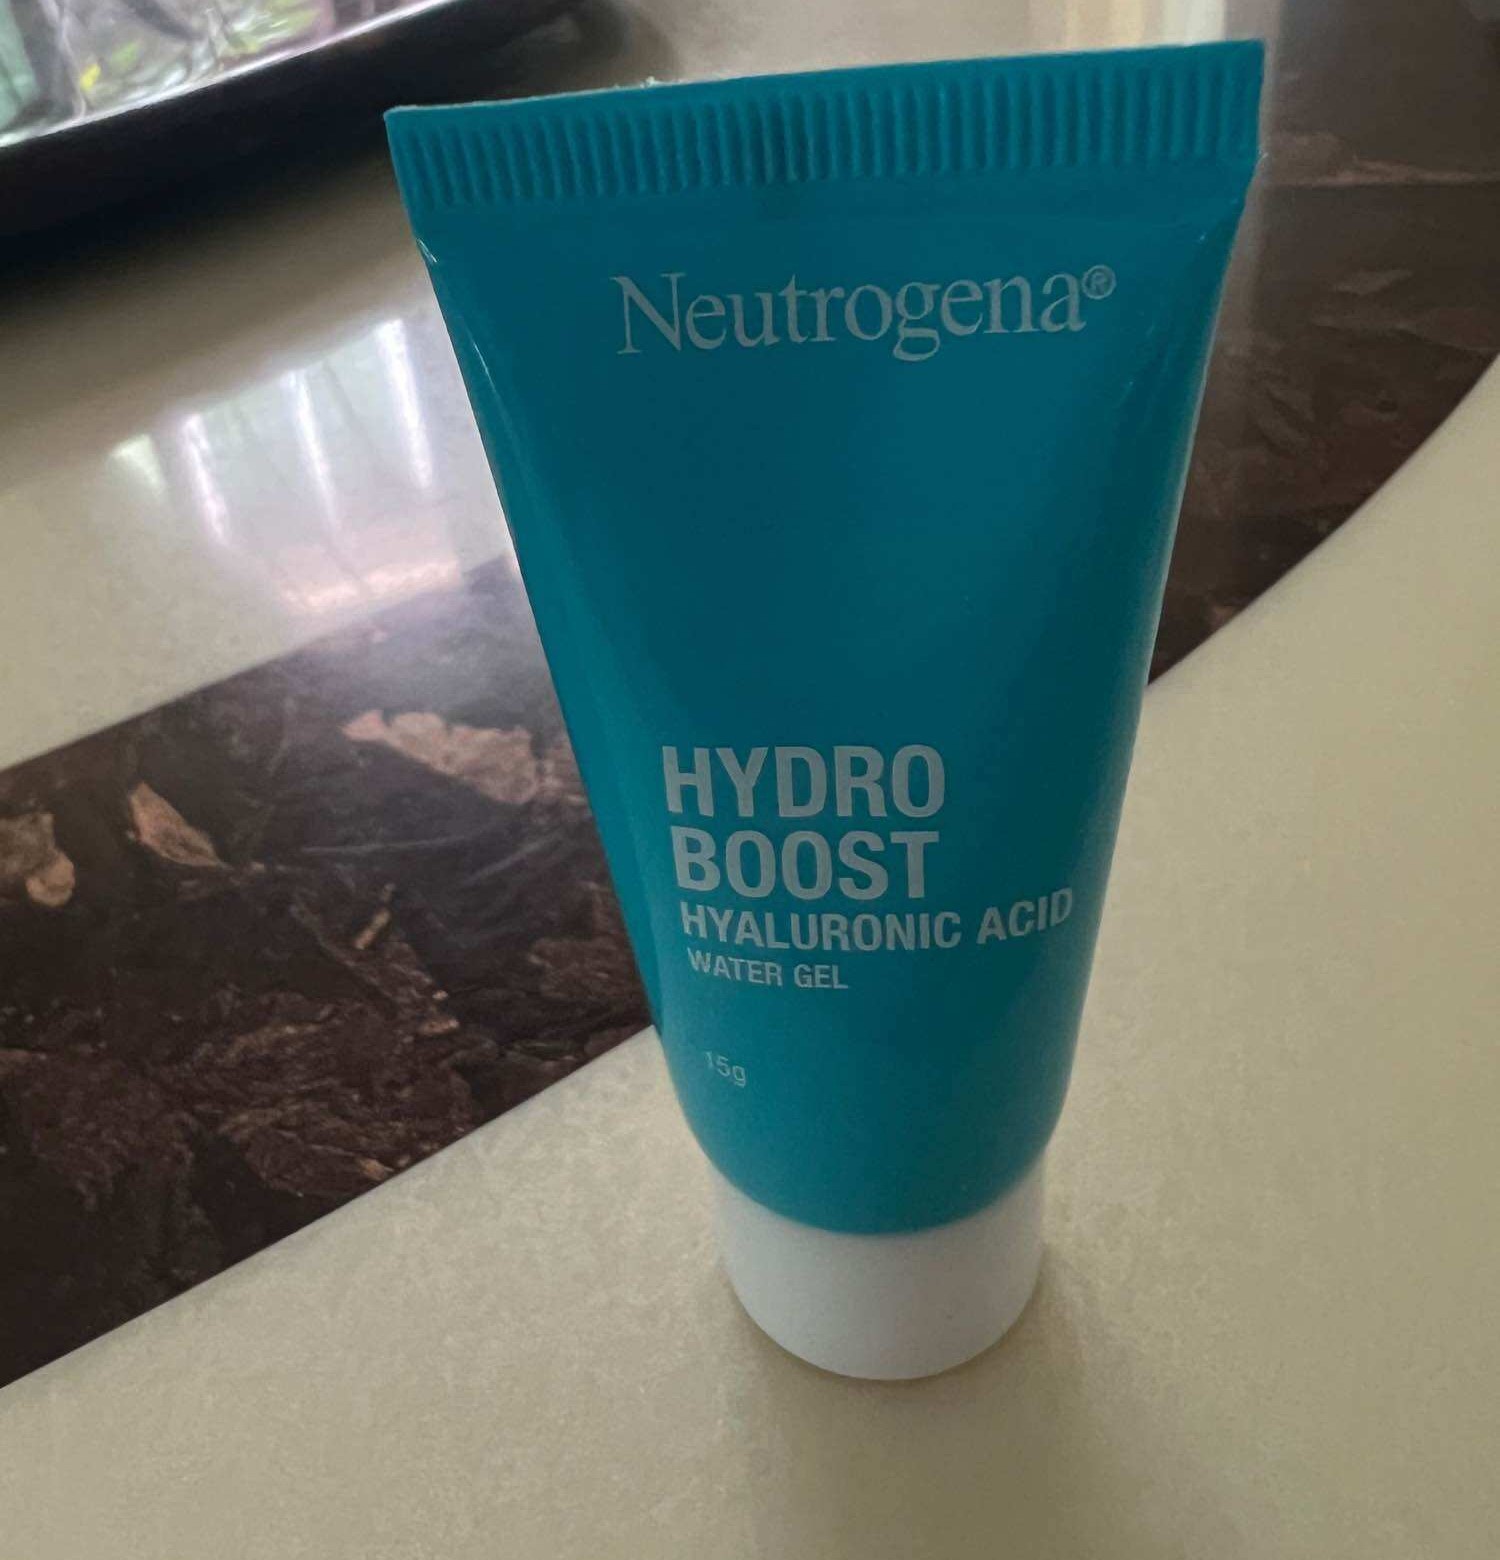 Neutrogena®
HYDRO
BOOST
HYALURONIC ACID
WATER GEL
15g